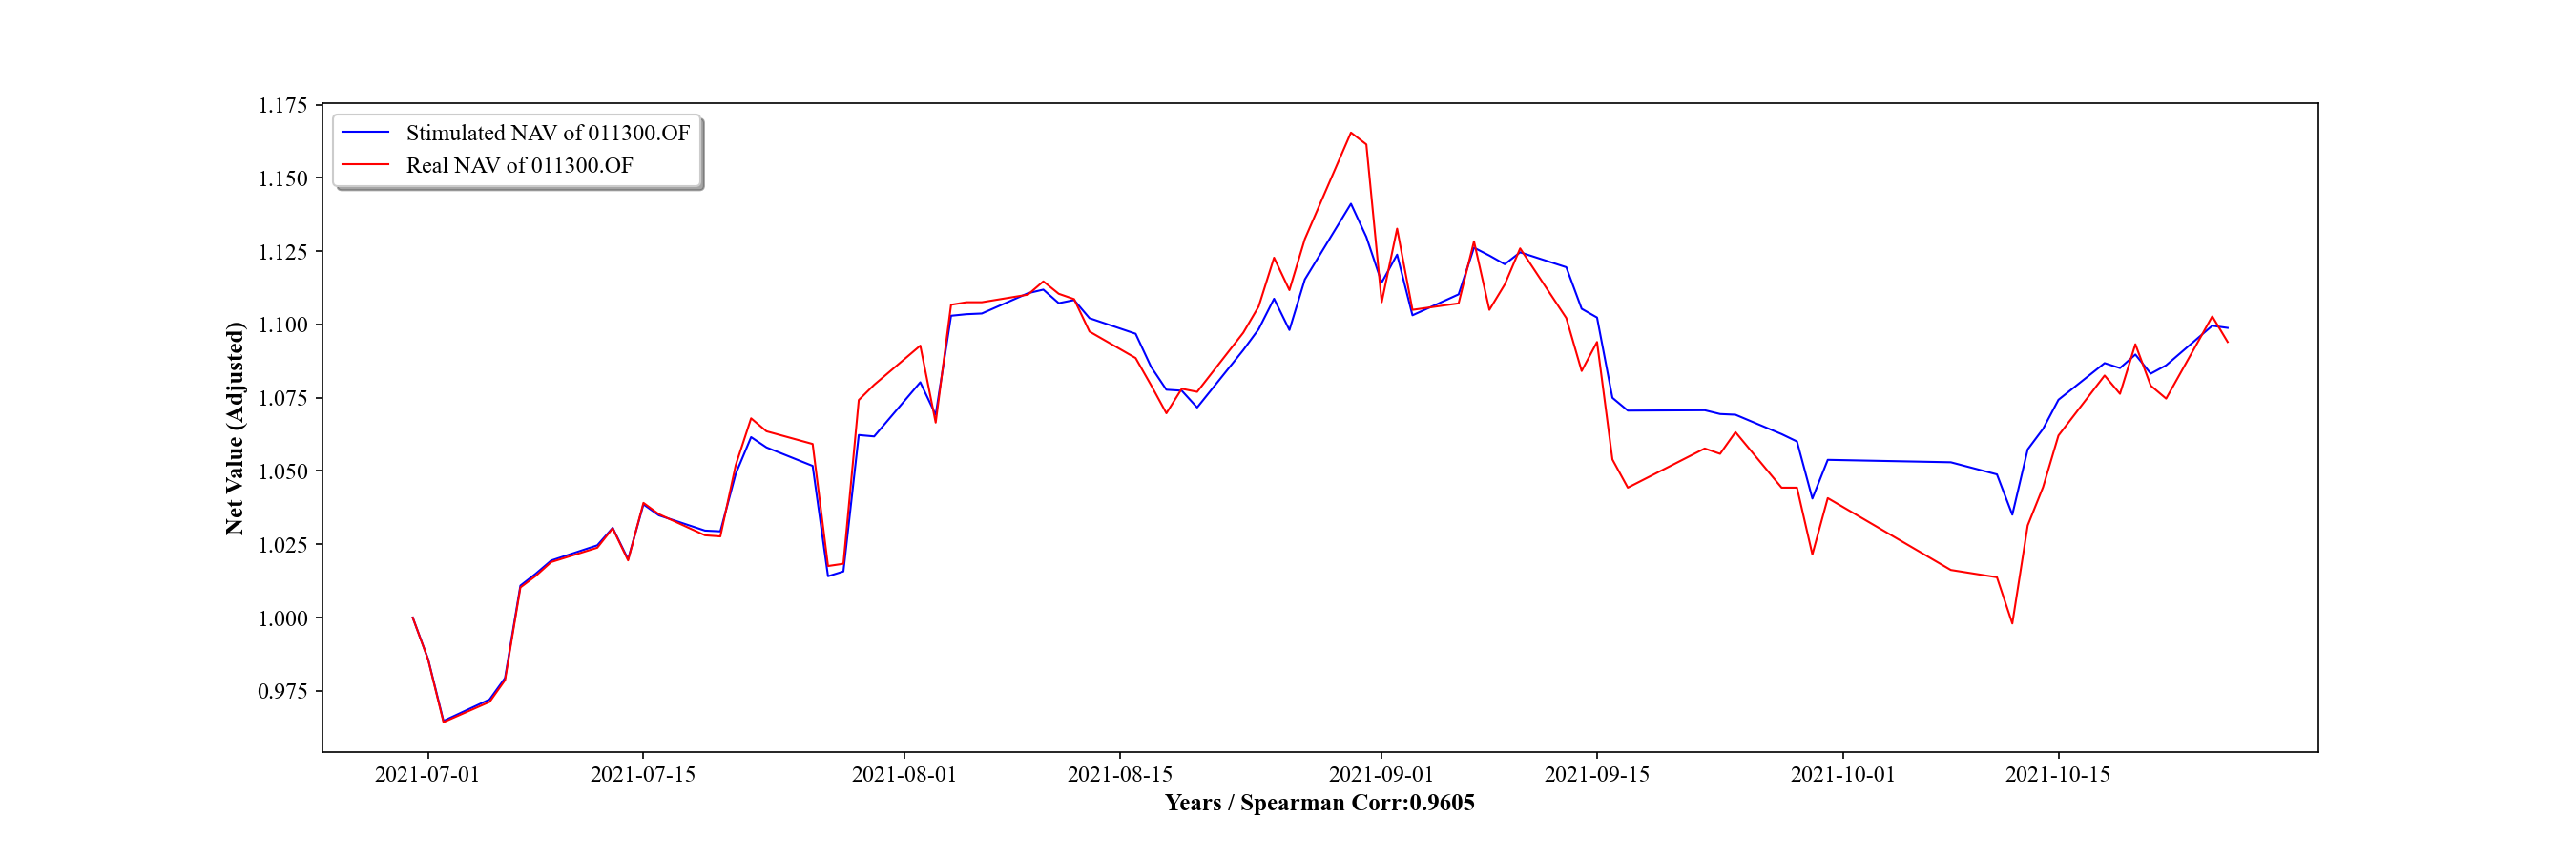 1.175
1.150
1.125
1.100
1.075
1.050
1.025
1.000
0.975
Net Value (Adjusted)
Stimulated NAV of 011300.OF
Real NAV of 011300.OF
2021-07-01 2021-07-15 2021-08-01 2021-08-15 2021-09-01 2021-09-15 2021-10-01 2021-10-15
Years / Spearman Corr:0.9605